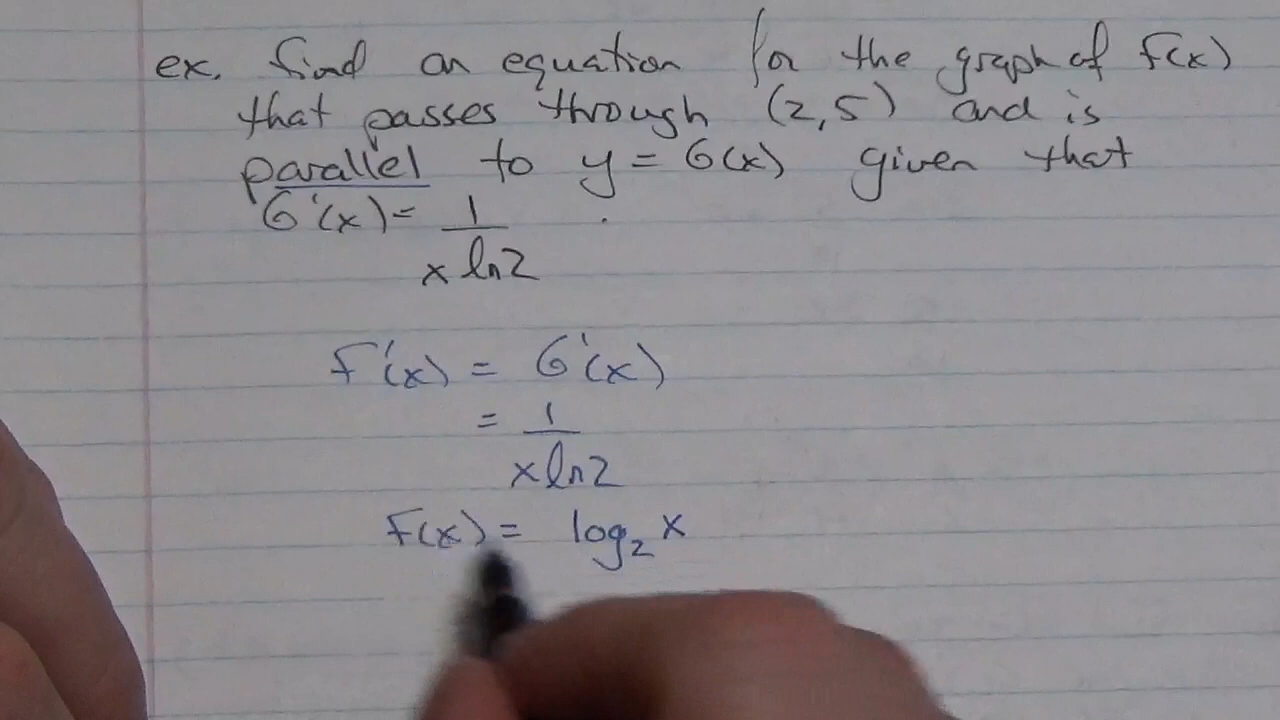 ex. find an equation for the graph of F(x)
that passes through (2,5) and is
parallel to y = G(x) given that
G'(x) = 1
x ln2
F'(x) = G'(x)
= 1
x ln2
F(x) = log₂ x